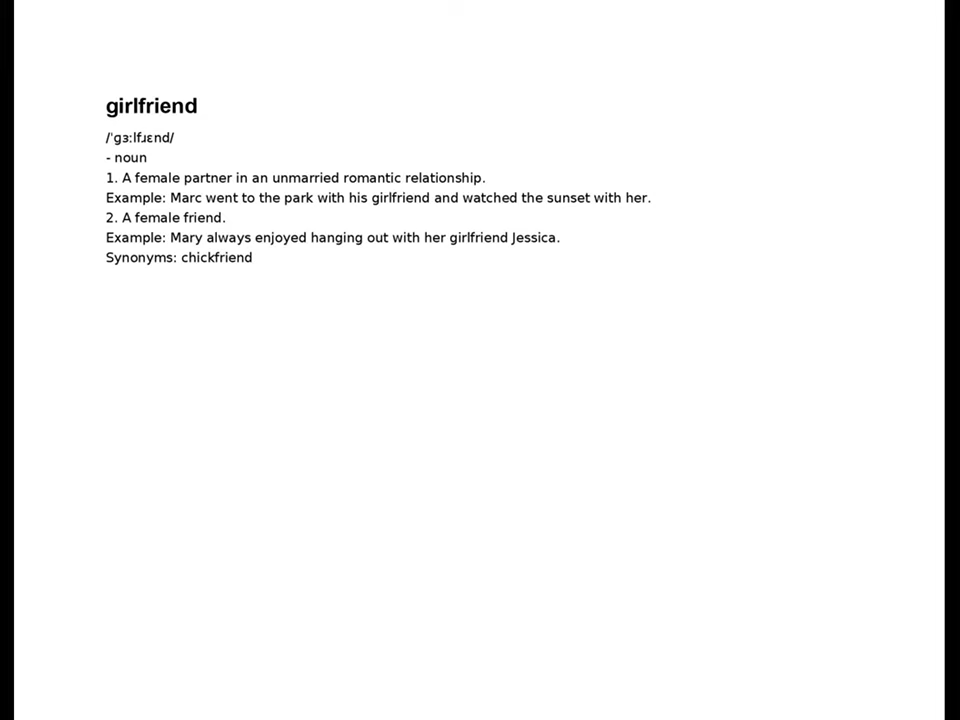 girlfriend
/ˈɡɜːlfɹɛnd/
- noun
1. A female partner in an unmarried romantic relationship.
Example: Marc went to the park with his girlfriend and watched the sunset with her.
2. A female friend.
Example: Mary always enjoyed hanging out with her girlfriend Jessica.
Synonyms: chickfriend